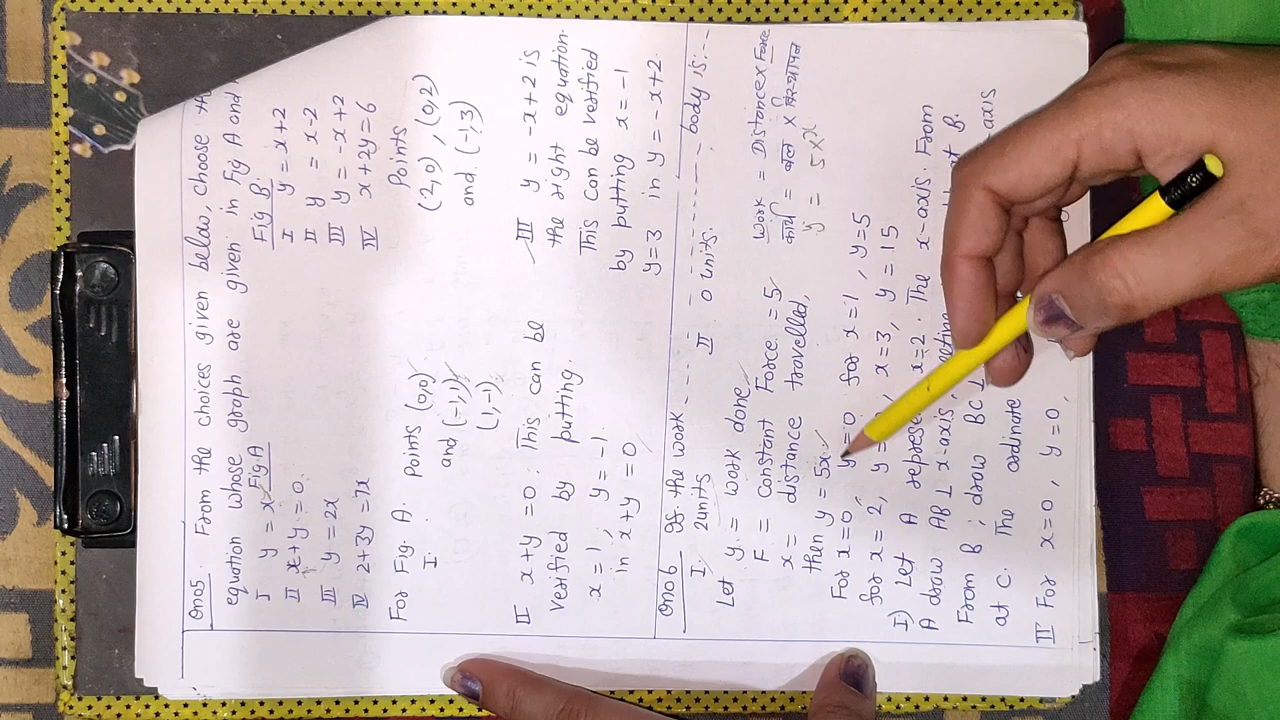 Qno5. From the choices given below, choose the
equation whose graph are given in Fig A and
Fig A
I y = x
II x+y = 0.
III y = 2x
IV 2+3y = 7x
Fig B.
I y = x+2
II y = x-2
III y = -x+2
IV x+2y = 6
For Fig. A. Points (0,0)
I. and (-1,1)
(1,-1)
Points
(2,0), (0,2)
and (-1,3)
II x+y = 0: This can be
verified by putting.
x = 1, y = -1
in x+y = 0
III y = -x+2 is
the right equation.
This can be verified
by putting x = -1
y = 3 in y = -x+2
Qno6 If the work ---------- body is:--
I. 2units II 0 units.
Let y = work done
F = Constant Force. = 5
x = distance travelled,
then y = 5x
work = Distance x Force
कार्य = बल x विस्थापन
y = 5 x x
For x=0 y=0 for x=1, y=5
for x=2, y x=3, y=15
I) Let A x=2. The x-axis. From
A draw AB ⊥ x-axis, B.
From B; draw BC ⊥ axis
at C. The ordinate
II For x=0, y=0,